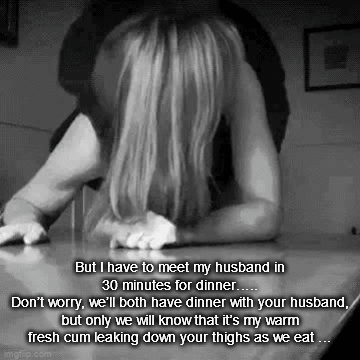 But I have to meet my husband in
30 minutes for dinner.....
Don't worry, we'll both have dinner with your husband,
but only we will know that it's my warm
fresh cum leaking down your thighs as we eat ...
imgflip.com